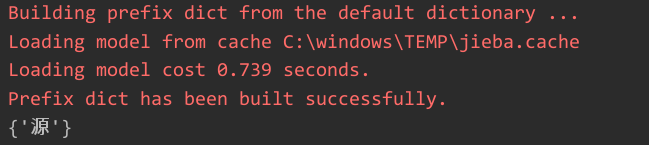 Building prefix dict from the default dictionary ...
Loading model from cache C:\windows\TEMP\jieba.cache
Loading model cost 0.739 seconds.
Prefix dict has been built successfully.
{'源'}